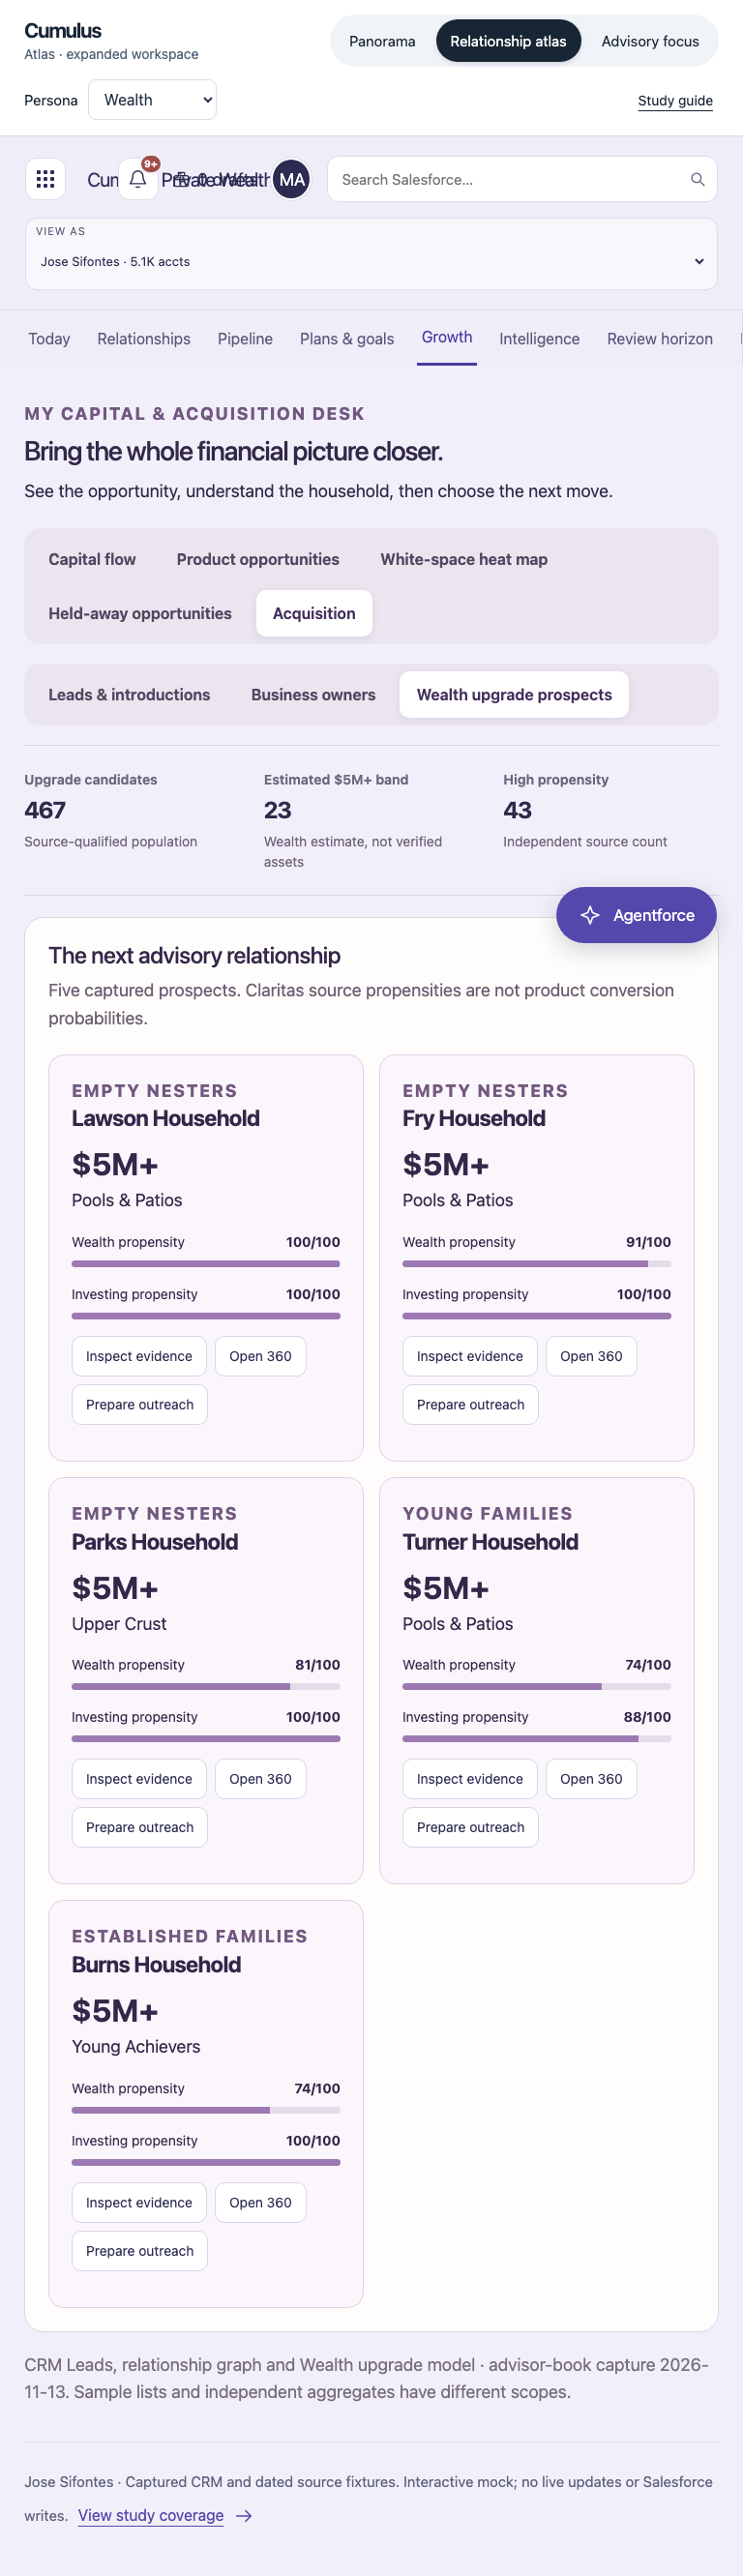 Cumulus
Atlas · expanded workspace
Panorama
Relationship atlas
Advisory focus
Persona
Wealth
Study guide
9+
Private Wealth
MA
Search Salesforce...
VIEW AS
Jose Sifontes · 5.1K accts
Today
Relationships
Pipeline
Plans & goals
Growth
Intelligence
Review horizon
MY CAPITAL & ACQUISITION DESK
Bring the whole financial picture closer.
See the opportunity, understand the household, then choose the next move.
Capital flow
Product opportunities
White-space heat map
Held-away opportunities
Acquisition
Leads & introductions
Business owners
Wealth upgrade prospects
Upgrade candidates
467
Source-qualified population
Estimated $5M+ band
23
Wealth estimate, not verified
assets
High propensity
43
Independent source count
Agentforce
The next advisory relationship
Five captured prospects. Claritas source propensities are not product conversion
probabilities.
EMPTY NESTERS
Lawson Household
$5M+
Pools & Patios
Wealth propensity 100/100
Investing propensity 100/100
Inspect evidence
Open 360
Prepare outreach
EMPTY NESTERS
Fry Household
$5M+
Pools & Patios
Wealth propensity 91/100
Investing propensity 100/100
Inspect evidence
Open 360
Prepare outreach
EMPTY NESTERS
Parks Household
$5M+
Upper Crust
Wealth propensity 81/100
Investing propensity 100/100
Inspect evidence
Open 360
Prepare outreach
YOUNG FAMILIES
Turner Household
$5M+
Pools & Patios
Wealth propensity 74/100
Investing propensity 88/100
Inspect evidence
Open 360
Prepare outreach
ESTABLISHED FAMILIES
Burns Household
$5M+
Young Achievers
Wealth propensity 74/100
Investing propensity 100/100
Inspect evidence
Open 360
Prepare outreach
CRM Leads, relationship graph and Wealth upgrade model · advisor-book capture 2026-
11-13. Sample lists and independent aggregates have different scopes.
Jose Sifontes · Captured CRM and dated source fixtures. Interactive mock; no live updates or Salesforce
writes. View study coverage →